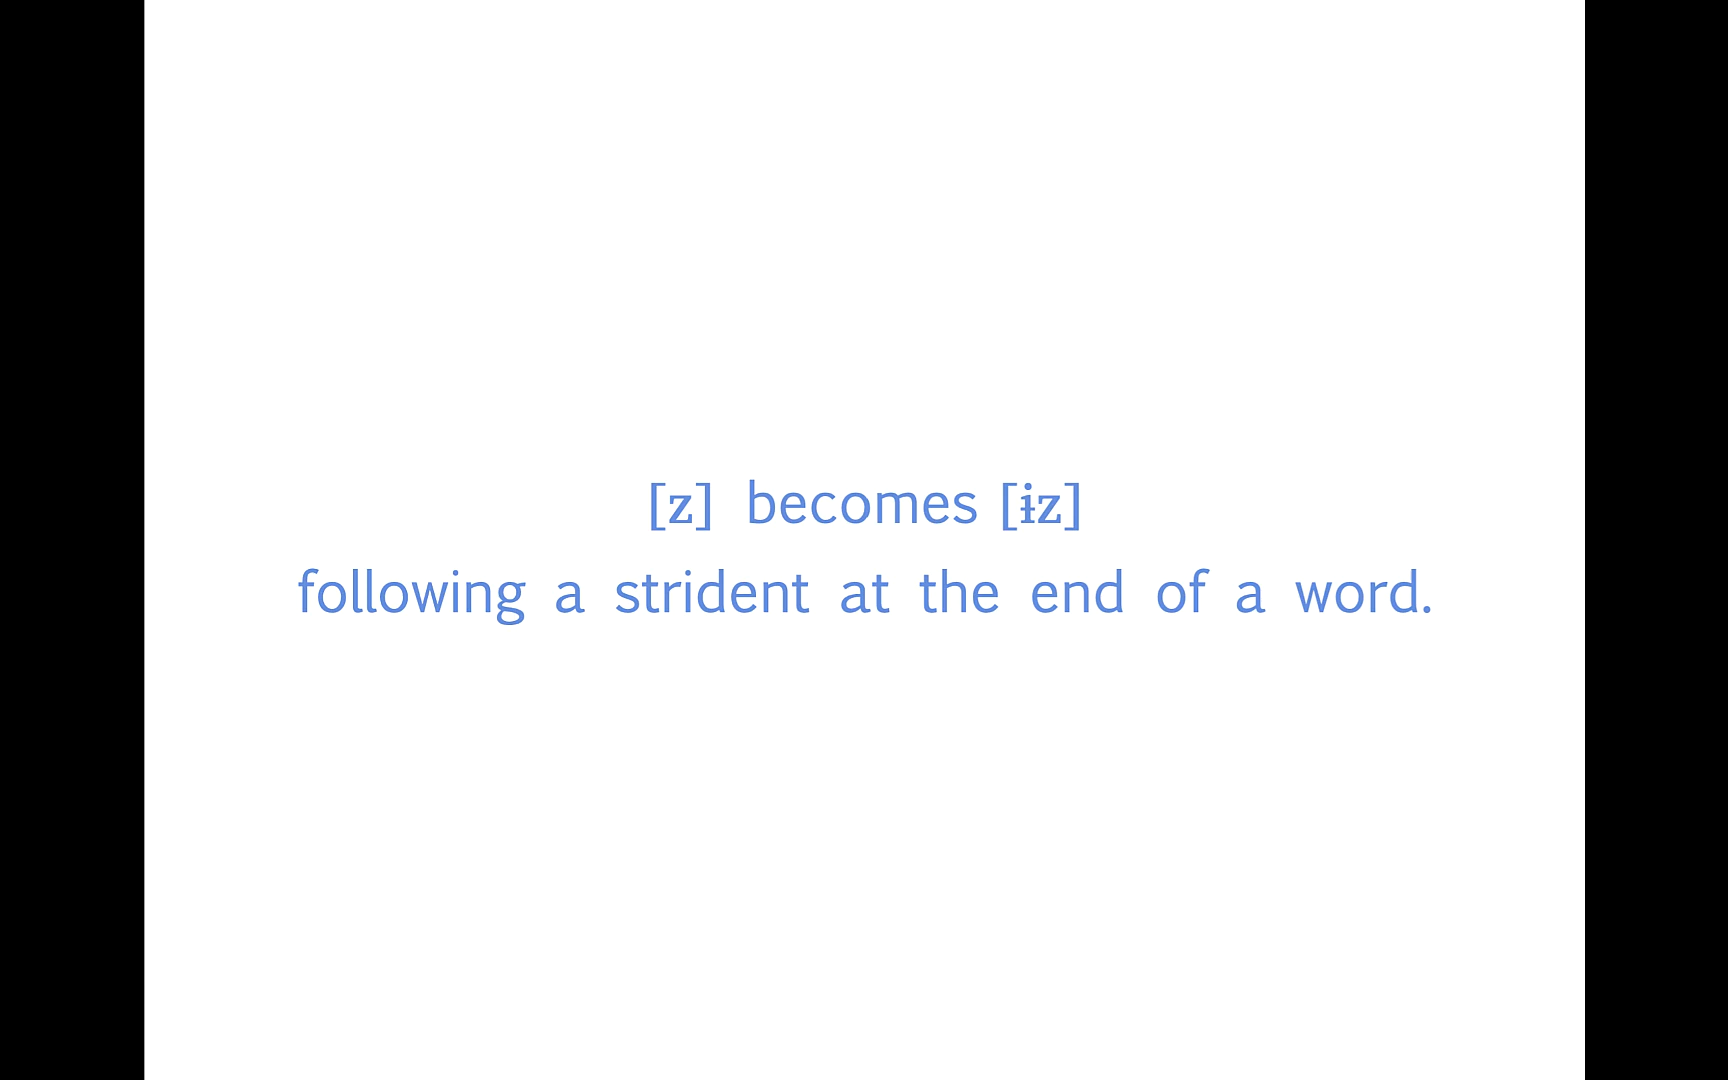 [z] becomes [ɨz]
following a strident at the end of a word.